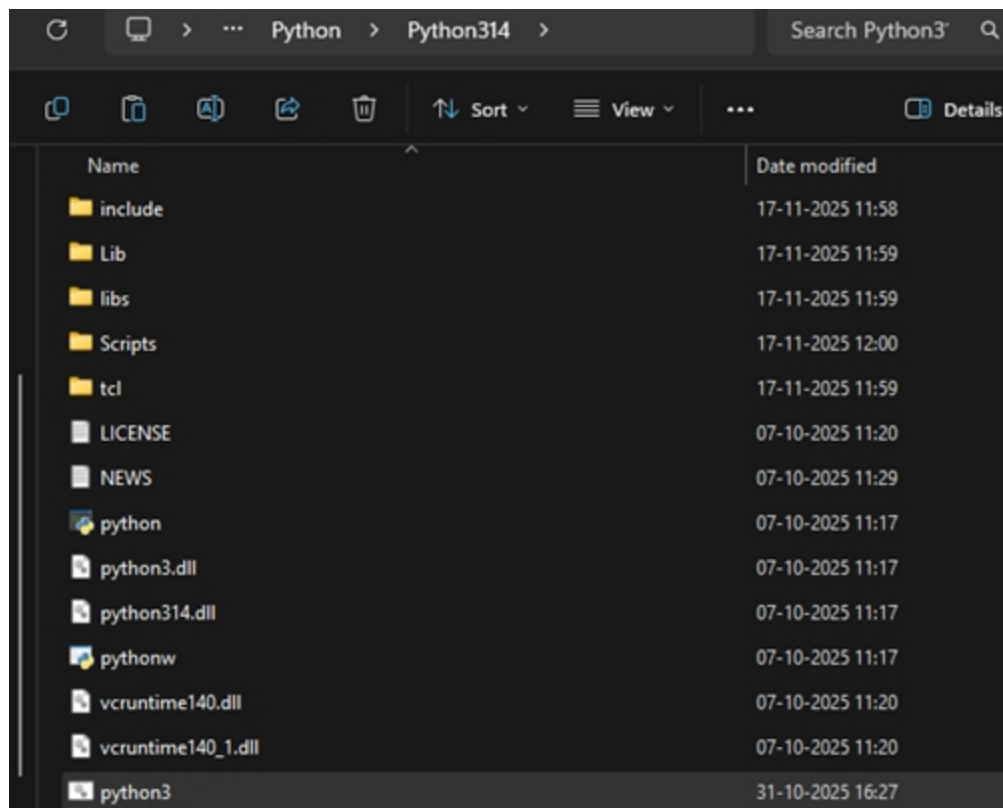 Python > Python314 > Search Python3
Sort View Details
Name Date modified
include 17-11-2025 11:58
Lib 17-11-2025 11:59
libs 17-11-2025 11:59
Scripts 17-11-2025 12:00
tcl 17-11-2025 11:59
LICENSE 07-10-2025 11:20
NEWS 07-10-2025 11:29
python 07-10-2025 11:17
python3.dll 07-10-2025 11:17
python314.dll 07-10-2025 11:17
pythonw 07-10-2025 11:17
vcruntime140.dll 07-10-2025 11:20
vcruntime140_1.dll 07-10-2025 11:20
python3 31-10-2025 16:27